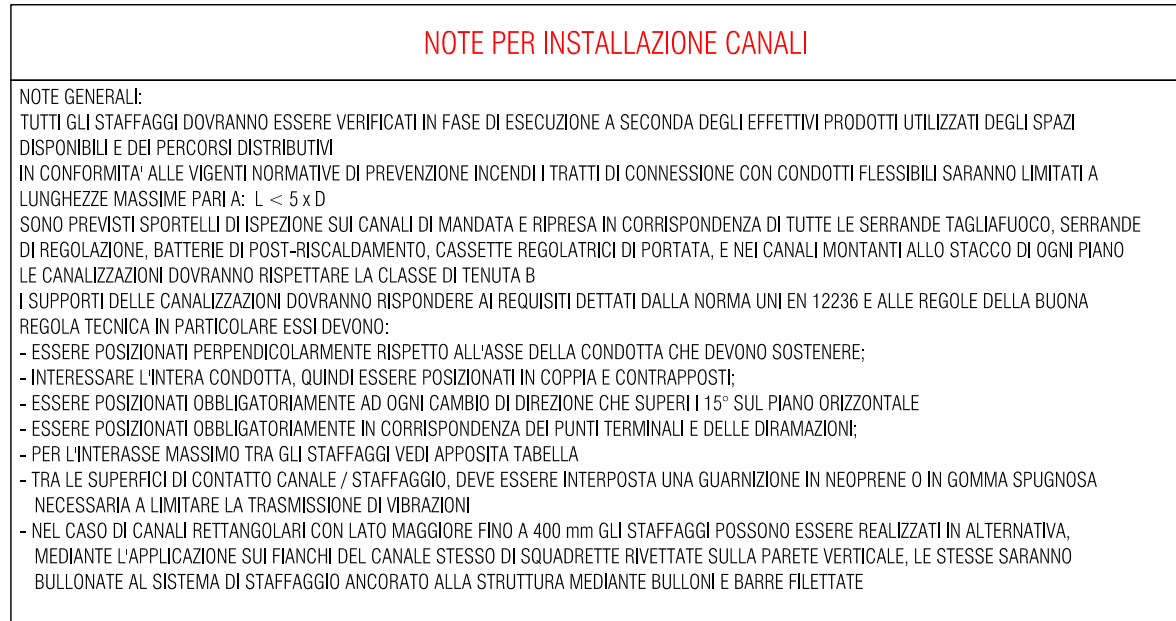 NOTE PER INSTALLAZIONE CANALI
NOTE GENERALI:
TUTTI GLI STAFFAGGI DOVRANNO ESSERE VERIFICATI IN FASE DI ESECUZIONE A SECONDA DEGLI EFFETTIVI PRODOTTI UTILIZZATI DEGLI SPAZI
DISPONIBILI E DEI PERCORSI DISTRIBUTIVI
IN CONFORMITA' ALLE VIGENTI NORMATIVE DI PREVENZIONE INCENDI I TRATTI DI CONNESSIONE CON CONDOTTI FLESSIBILI SARANNO LIMITATI A
LUNGHEZZE MASSIME PARI A: L < 5 x D
SONO PREVISTI SPORTELLI DI ISPEZIONE SUI CANALI DI MANDATA E RIPRESA IN CORRISPONDENZA DI TUTTE LE SERRANDE TAGLIAFUOCO, SERRANDE
DI REGOLAZIONE, BATTERIE DI POST-RISCALDAMENTO, CASSETTE REGOLATRICI DI PORTATA, E NEI CANALI MONTANTI ALLO STACCO DI OGNI PIANO
LE CANALIZZAZIONI DOVRANNO RISPETTARE LA CLASSE DI TENUTA B
I SUPPORTI DELLE CANALIZZAZIONI DOVRANNO RISPONDERE AI REQUISITI DETTATI DALLA NORMA UNI EN 12236 E ALLE REGOLE DELLA BUONA
REGOLA TECNICA IN PARTICOLARE ESSI DEVONO:
- ESSERE POSIZIONATI PERPENDICOLARMENTE RISPETTO ALL'ASSE DELLA CONDOTTA CHE DEVONO SOSTENERE;
- INTERESSARE L'INTERA CONDOTTA, QUINDI ESSERE POSIZIONATI IN COPPIA E CONTRAPPOSTI;
- ESSERE POSIZIONATI OBBLIGATORIAMENTE AD OGNI CAMBIO DI DIREZIONE CHE SUPERI I 15° SUL PIANO ORIZZONTALE
- ESSERE POSIZIONATI OBBLIGATORIAMENTE IN CORRISPONDENZA DEI PUNTI TERMINALI E DELLE DIRAMAZIONI;
- PER L'INTERASSE MASSIMO TRA GLI STAFFAGGI VEDI APPOSITA TABELLA
- TRA LE SUPERFICI DI CONTATTO CANALE / STAFFAGGIO, DEVE ESSERE INTERPOSTA UNA GUARNIZIONE IN NEOPRENE O IN GOMMA SPUGNOSA
NECESSARIA A LIMITARE LA TRASMISSIONE DI VIBRAZIONI
- NEL CASO DI CANALI RETTANGOLARI CON LATO MAGGIORE FINO A 400 mm GLI STAFFAGGI POSSONO ESSERE REALIZZATI IN ALTERNATIVA,
MEDIANTE L'APPLICAZIONE SUI FIANCHI DEL CANALE STESSO DI SQUADRETTE RIVETTATE SULLA PARETE VERTICALE, LE STESSE SARANNO
BULLONATE AL SISTEMA DI STAFFAGGIO ANCORATO ALLA STRUTTURA MEDIANTE BULLONI E BARRE FILETTATE